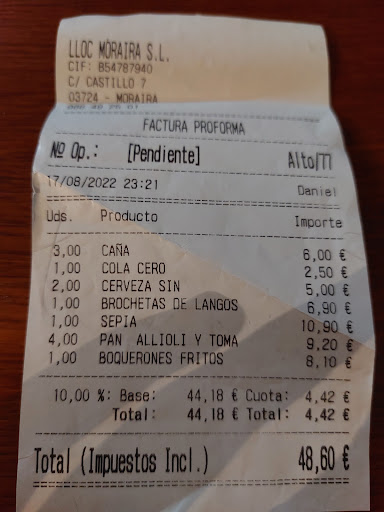 LLOC MORAIRA S.L.
CIF: B54787940
C/ CASTILLO 7
03724 - MORAIRA
FACTURA PROFORMA
Nº Op.: [Pendiente] Alto/77
17/08/2022 23:21 Daniel
Uds. Producto Importe
3,00 CAÑA 6,00 €
1,00 COLA CERO 2,50 €
2,00 CERVEZA SIN 5,00 €
1,00 BROCHETAS DE LANGOS 6,90 €
1,00 SEPIA 10,90 €
4,00 PAN ALLIOLI Y TOMA 9,20 €
1,00 BOQUERONES FRITOS 8,10 €
10,00 %: Base: 44,18 € Cuota: 4,42 €
Total: 44,18 € Total: 4,42 €
Total (Impuestos Incl.) 48,60 €